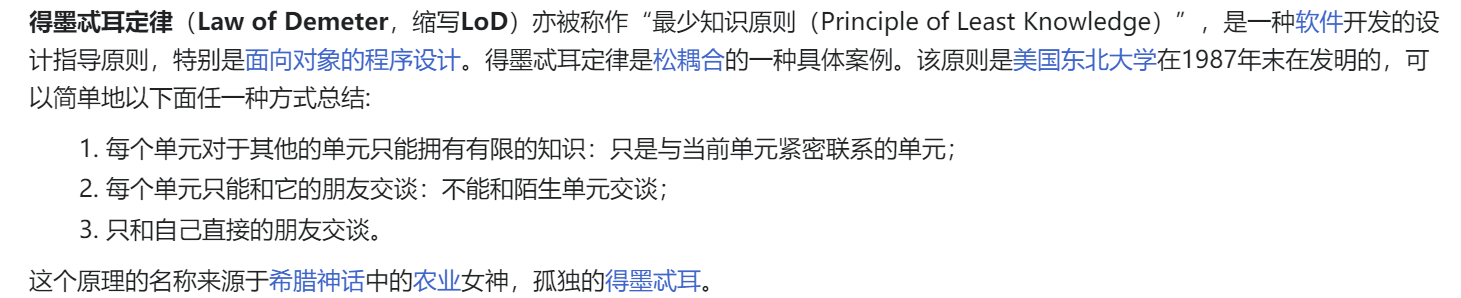 得墨忒耳定律（Law of Demeter，缩写LoD）亦被称作“最少知识原则（Principle of Least Knowledge）”，是一种软件开发的设
计指导原则，特别是面向对象的程序设计。得墨忒耳定律是松耦合的一种具体案例。该原则是美国东北大学在1987年末在发明的，可
以简单地以下面任一种方式总结:
1. 每个单元对于其他的单元只能拥有有限的知识：只是与当前单元紧密联系的单元；
2. 每个单元只能和它的朋友交谈：不能和陌生单元交谈；
3. 只和自己直接的朋友交谈。
这个原理的名称来源于希腊神话中的农业女神，孤独的得墨忒耳。